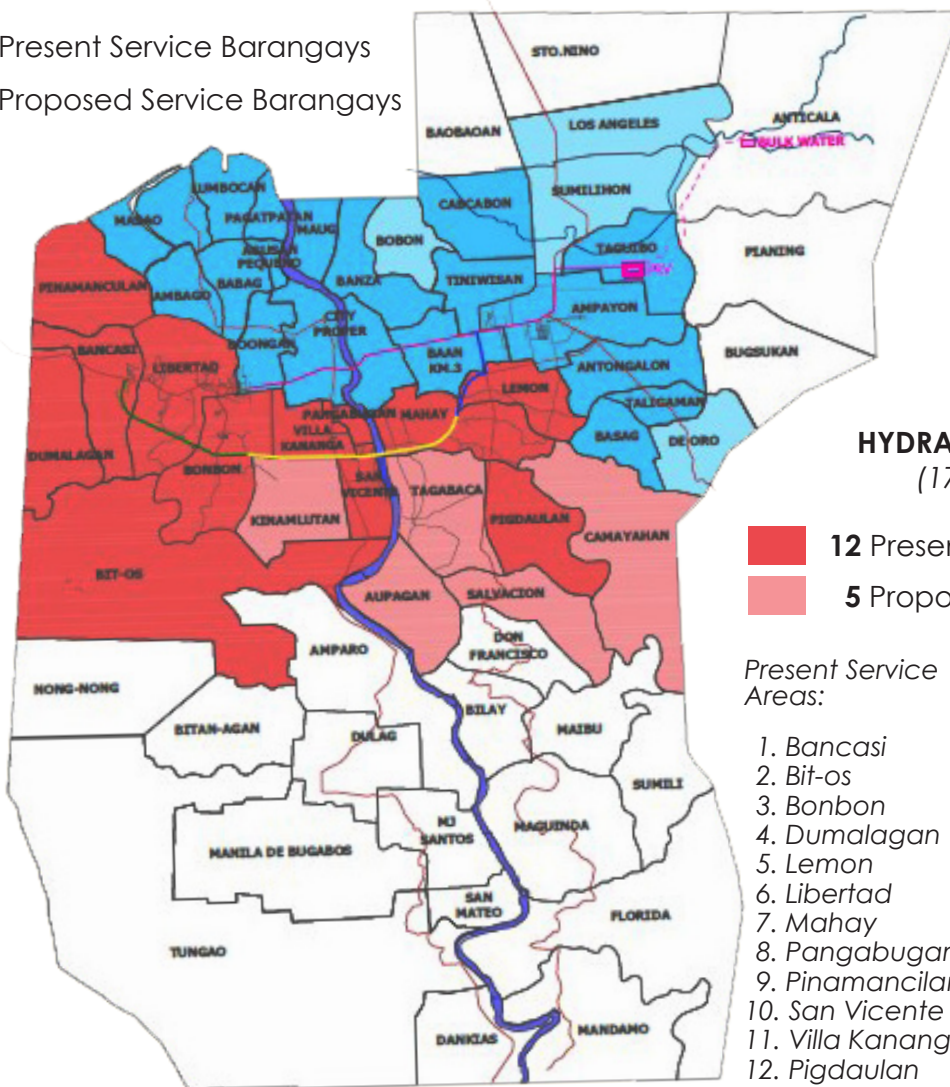 Present Service Barangays
Proposed Service Barangays
STO.NINO
BAOBAOAN
LOS ANGELES
ANTICALA
BULK WATER
SUMILIHON
LUMBOCAN
MASAO
PAGATPATAN
MAUG
CABCABON
BOBON
AGUSAN
PEQUENO
TAGUIBO
PIANING
PINAMANCULAN
AMBAGO
BABAG
BANZA
TINIWISAN
CITY
PROPER
AMPAYON
BANCASI
LIBERTAD
DOONGAN
BAAN
KM.3
BUGSUKAN
ANTONGALON
LEMON
TALIGAMAN
PANGABUGAN
MAHAY
VILLA
KANANGA
BASAG
DE ORO
DUMALAGAN
BONBON
SAN
VICENTE
TAGABACA
KINAMLUTAN
PIGDAULAN
CAMAYAHAN
BIT-OS
AUPAGAN
SALVACION
DON
FRANCISCO
AMPARO
NONG-NONG
BITAN-AGAN
BILAY
DULAG
MAIBU
SUMILI
MJ
SANTOS
MAGUINDA
MANILA DE BUGABOS
SAN
MATEO
FLORIDA
TUNGAO
DANKIAS
MANDAMO
HYDRA
(17
12 Presen
5 Propo
Present Service
Areas:
1. Bancasi
2. Bit-os
3. Bonbon
4. Dumalagan
5. Lemon
6. Libertad
7. Mahay
8. Pangabugan
9. Pinamancilan
10. San Vicente
11. Villa Kanang
12. Pigdaulan